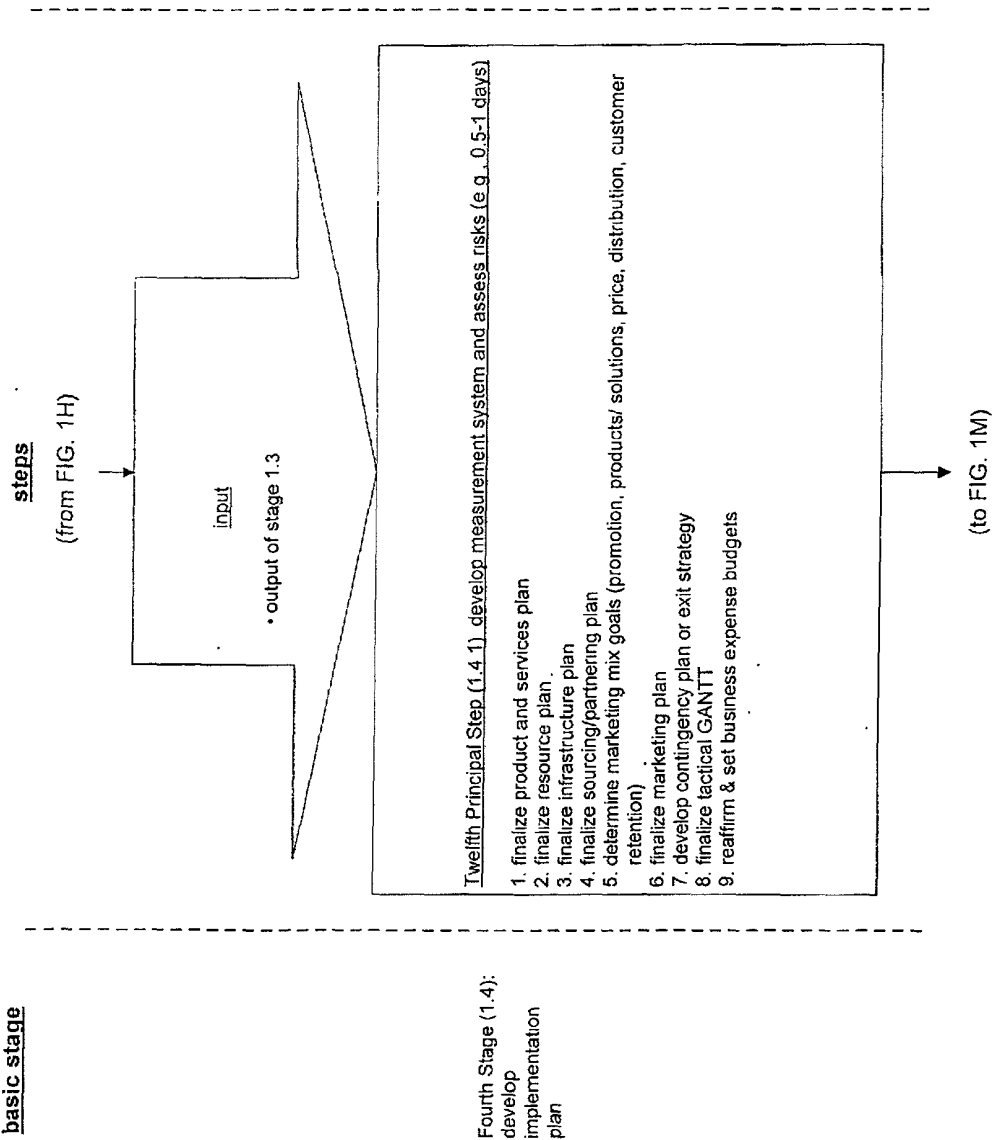 basic stage
steps
(from FIG. 1H)
input
• output of stage 1.3
Fourth Stage (1.4):
develop
implementation
plan
Twelfth Principal Step (1.4 1) develop measurement system and assess risks (e g , 0.5-1 days)
1. finalize product and services plan
2. finalize resource plan
3. finalize infrastructure plan
4. finalize sourcing/partnering plan
5. determine marketing mix goals (promotion, products/ solutions, price, distribution, customer
retention)
6. finalize marketing plan
7. develop contingency plan or exit strategy
8. finalize tactical GANTT
9. reaffirm & set business expense budgets
(to FIG. 1M)